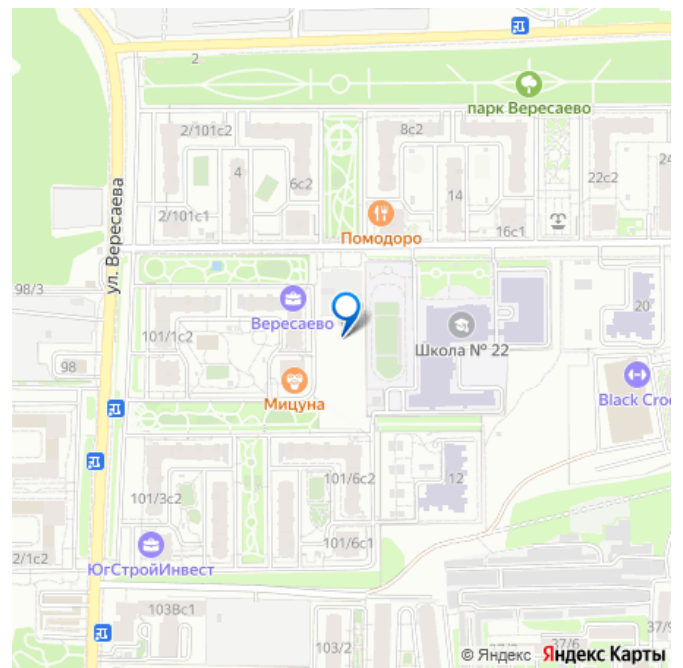 2
парк Вересаево
2/101с2
8с2
24
4
22с2
6с2
14
2/101с1
16с1
Помодоро
ул. Вересаева
98/3
20
Вересаево
101/1с2
Школа № 22
98
Мицуна
Black Croc
101/6с2
12
101/3с2
101/6с1
2/1с2
ЮгСтройИнвест
103Вс1
103/2
37/6
37/9
© Яндекс Яндекс Карты